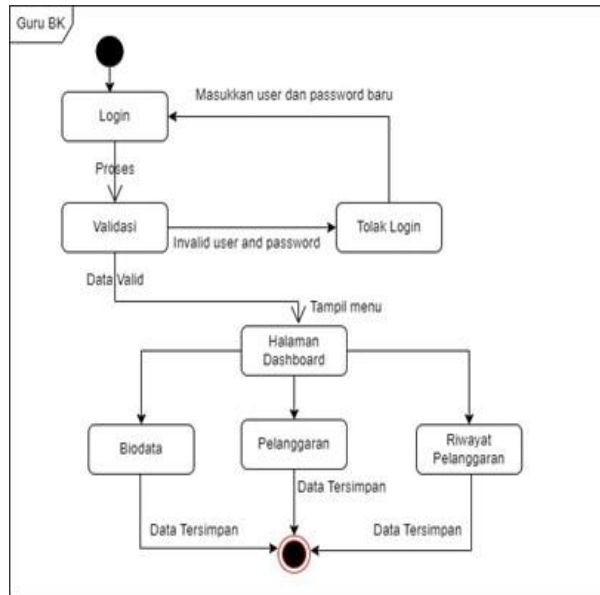 Guru BK
Masukkan user dan password baru
Login
Proses
Validasi
Tolak Login
Invalid user and password
Data Valid
Tampil menu
Halaman
Dashboard
Biodata
Pelanggaran
Riwayat
Pelanggaran
Data Tersimpan
Data Tersimpan
Data Tersimpan